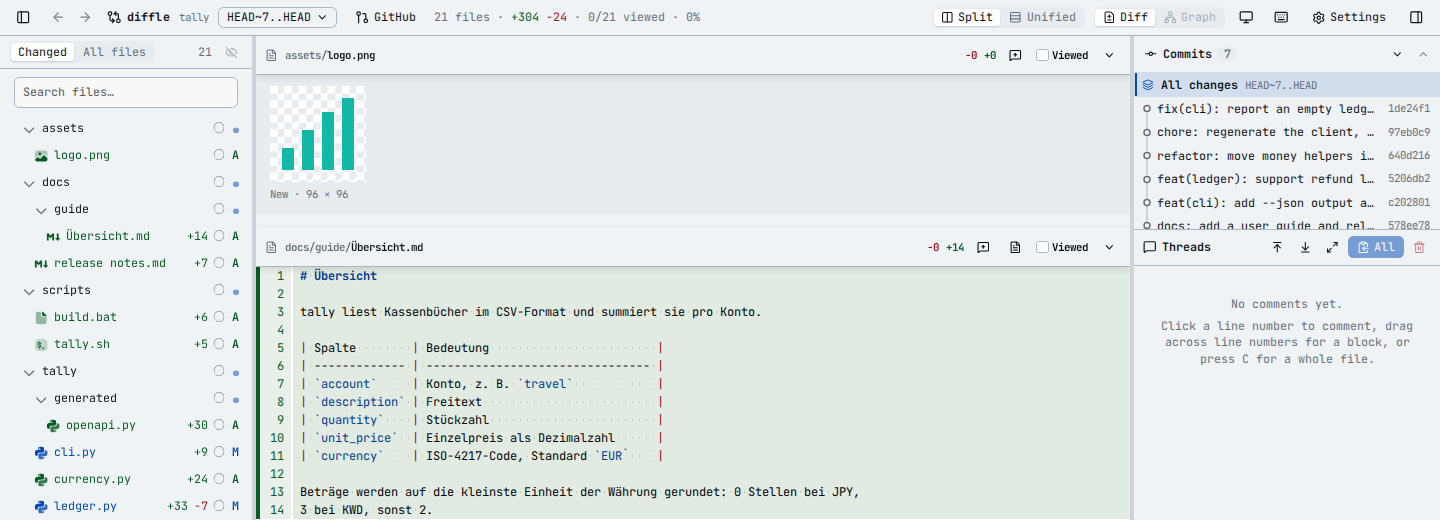 diffle tally HEAD~7..HEAD GitHub 21 files · +304 -24 · 0/21 viewed · 0% Split Unified Diff Graph Settings
Changed All files 21
Search files…
assets
logo.png A
docs
guide
Übersicht.md +14 A
release notes.md +7 A
scripts
build.bat +6 A
tally.sh +5 A
tally
generated
openapi.py +30 A
cli.py +9 M
currency.py +24 A
ledger.py +33 -7 M
assets/logo.png -0 +0 Viewed
New · 96 × 96
docs/guide/Übersicht.md -0 +14 Viewed
1 # Übersicht
2
3 tally liest Kassenbücher im CSV-Format und summiert sie pro Konto.
4
5 | Spalte | Bedeutung |
6 | ------------- | -------------------------------- |
7 | `account` | Konto, z. B. `travel` |
8 | `description` | Freitext |
9 | `quantity` | Stückzahl |
10 | `unit_price` | Einzelpreis als Dezimalzahl |
11 | `currency` | ISO-4217-Code, Standard `EUR` |
12
13 Beträge werden auf die kleinste Einheit der Währung gerundet: 0 Stellen bei JPY,
14 3 bei KWD, sonst 2.
Commits 7
All changes HEAD~7..HEAD
fix(cli): report an empty ledg… 1de24f1
chore: regenerate the client, … 97eb0c9
refactor: move money helpers i… 640d216
feat(ledger): support refund l… 5206db2
feat(cli): add --json output a… c202801
docs: add a user guide and rel… 578ee78
Threads All
No comments yet.
Click a line number to comment, drag
across line numbers for a block, or
press C for a whole file.